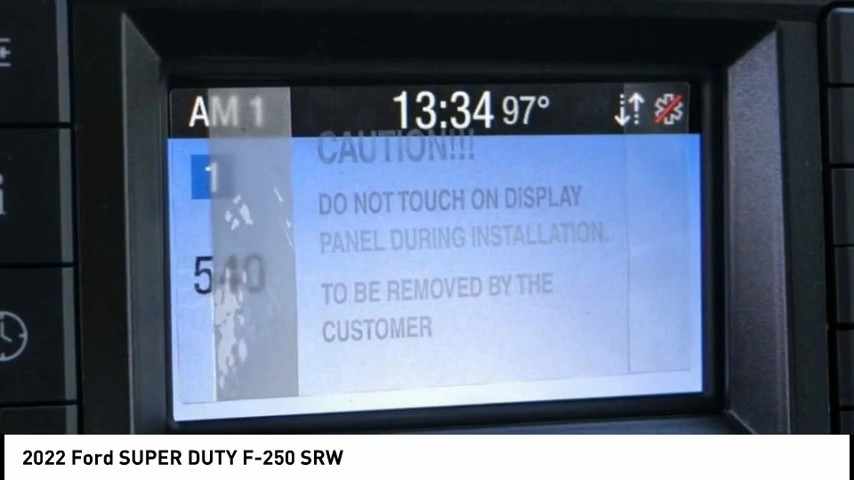 AM 1 13:34 97°
CAUTION!!!
1
DO NOT TOUCH ON DISPLAY
PANEL DURING INSTALLATION.
540
TO BE REMOVED BY THE
CUSTOMER
2022 Ford SUPER DUTY F-250 SRW